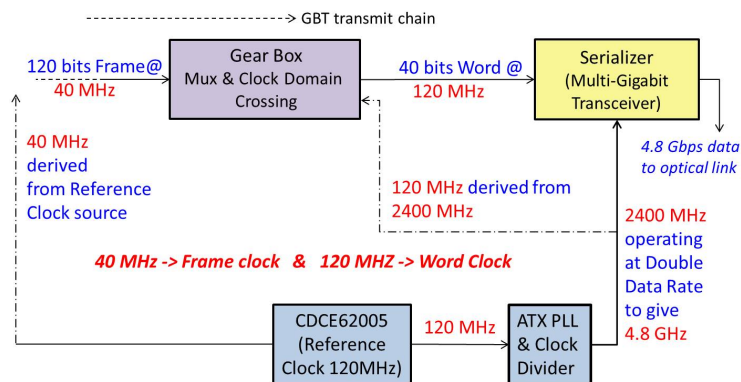 GBT transmit chain
120 bits Frame@
40 MHz
Gear Box
Mux & Clock Domain
Crossing
40 bits Word @
120 MHz
Serializer
(Multi-Gigabit
Transceiver)
4.8 Gbps data
to optical link
40 MHz
derived
from Reference
Clock source
120 MHz derived from
2400 MHz
2400 MHz
operating
at Double
Data Rate
to give
4.8 GHz
40 MHz -> Frame clock & 120 MHZ -> Word Clock
CDCE62005
(Reference
Clock 120MHz)
120 MHz
ATX PLL
& Clock
Divider